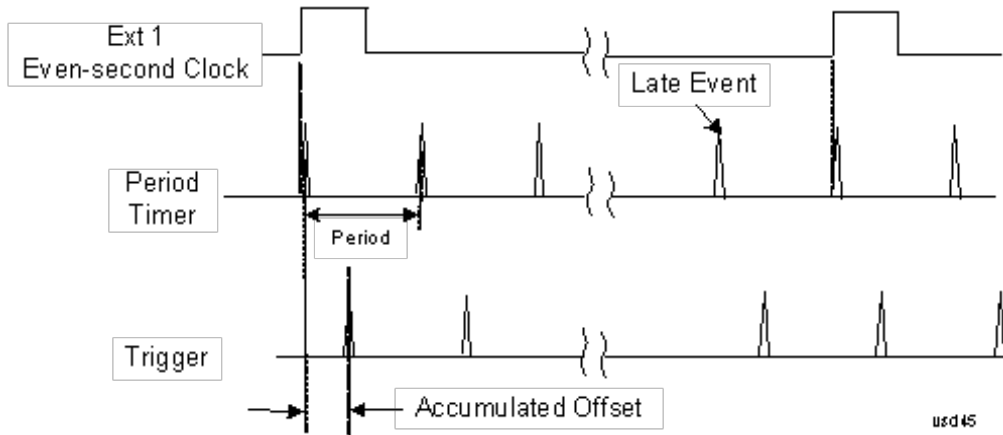 Ext 1
Even-second Clock
Late Event
Period
Timer
Period
Trigger
Accumulated Offset
usd45